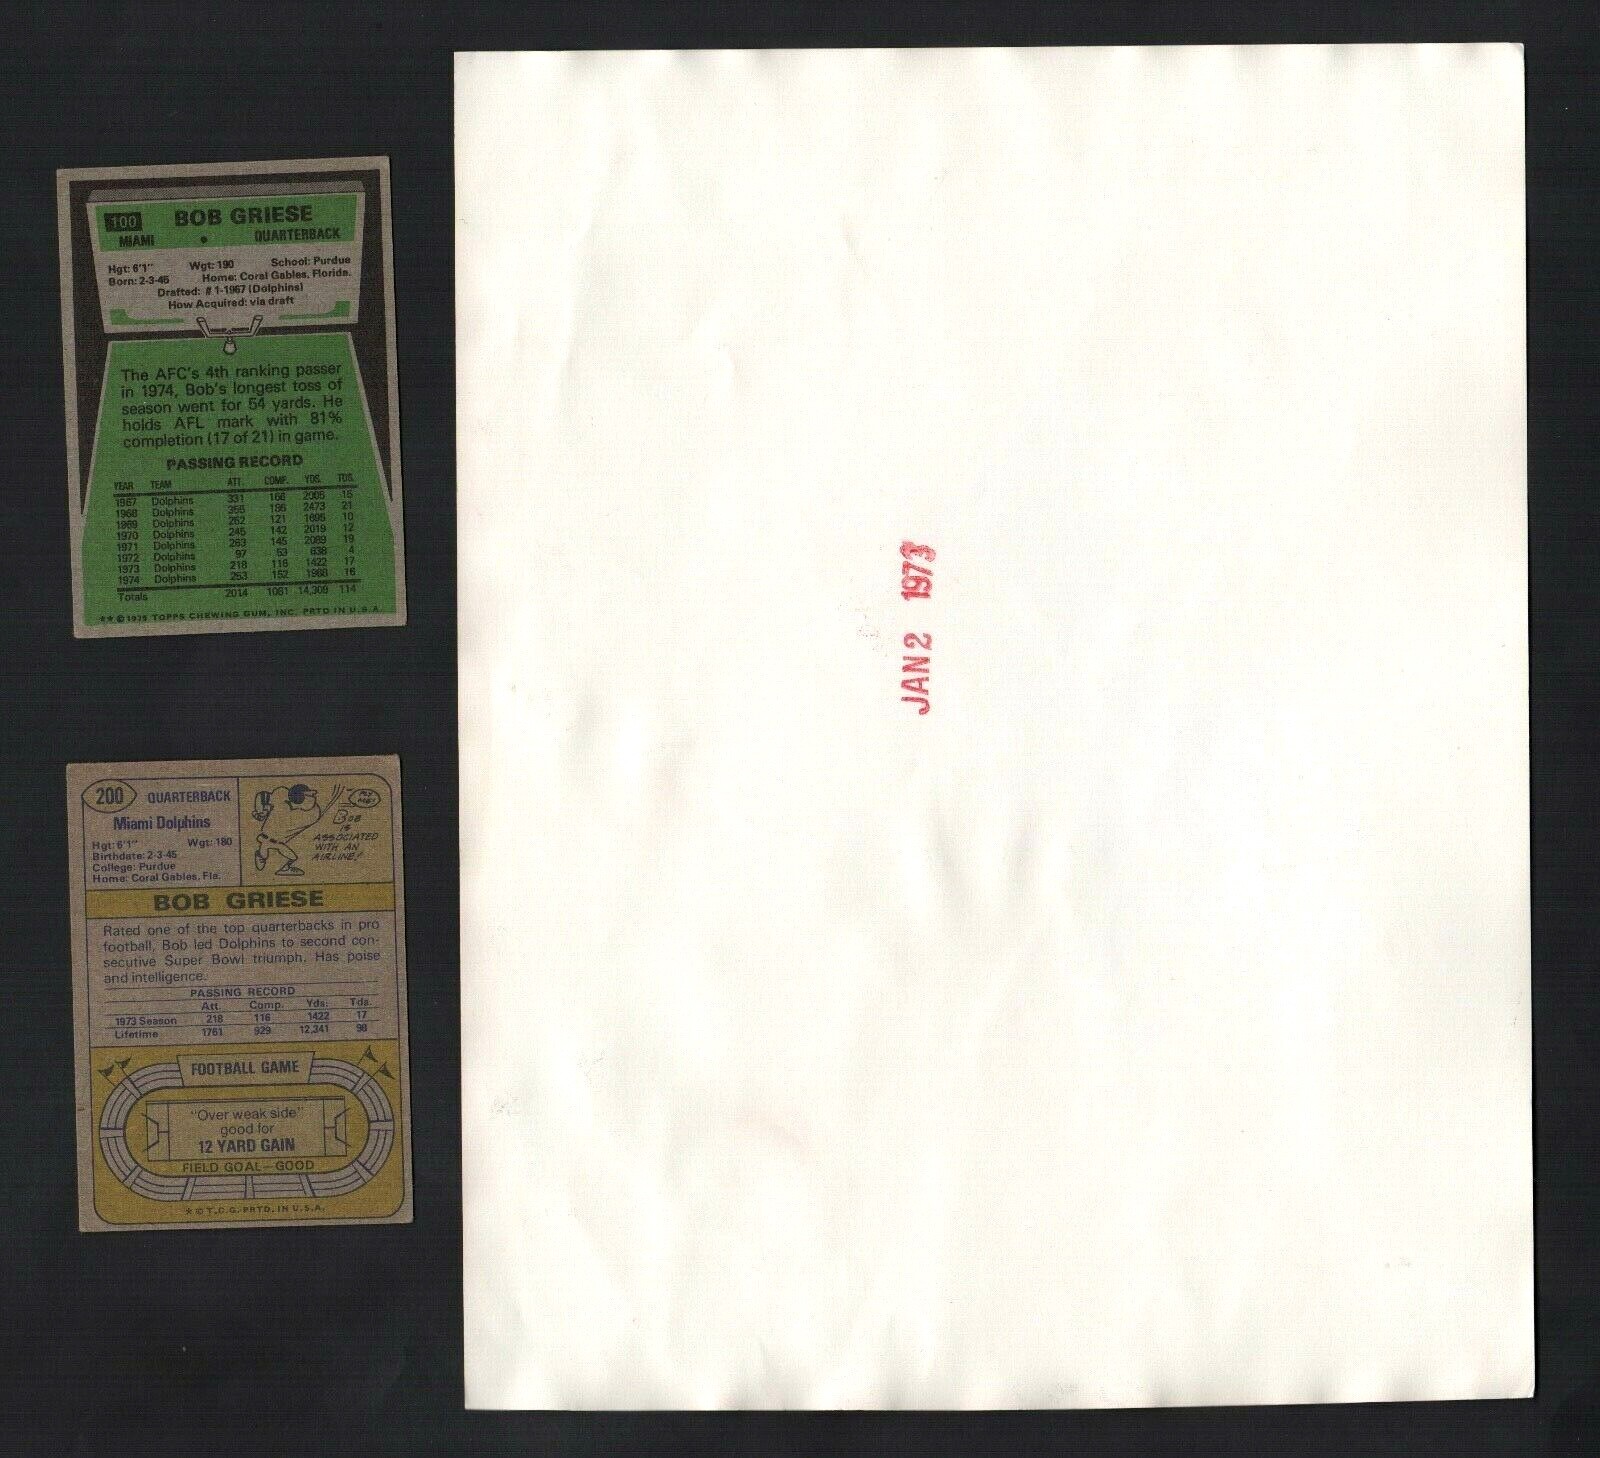 100 BOB GRIESE
MIAMI • QUARTERBACK
Hgt: 6'1" Wgt: 190 School: Purdue
Born: 2-3-45 Home: Coral Gables, Florida.
Drafted: #1-1967 (Dolphins)
How Acquired: via draft
The AFC's 4th ranking passer
in 1974, Bob's longest toss of
season went for 54 yards. He
holds AFL mark with 81%
completion (17 of 21) in game.
PASSING RECORD
YEAR TEAM ATT. COMP. YDS. TDS.
1967 Dolphins 331 166 2005 15
1968 Dolphins 355 186 2473 21
1969 Dolphins 252 121 1695 10
1970 Dolphins 245 142 2019 12
1971 Dolphins 263 145 2089 19
1972 Dolphins 97 53 638 4
1973 Dolphins 218 116 1422 17
1974 Dolphins 253 152 1968 16
Totals 2014 1081 14,309 114
** © 1975 TOPPS CHEWING GUM, INC. PRTD IN U.S.A.
200 QUARTERBACK
Miami Dolphins
Hgt: 6'1" Wgt: 190
Birthdate: 2-3-45
College: Purdue
Home: Coral Gables, Fla.
FLY
ME!
BOB
IS
ASSOCIATED
WITH AN
AIRLINE!
BOB GRIESE
Rated one of the top quarterbacks in pro
football, Bob led Dolphins to second con-
secutive Super Bowl triumph. Has poise
and intelligence.
PASSING RECORD
Att. Comp. Yds. Tds.
1973 Season 218 116 1422 17
Lifetime 1761 929 12,341 98
FOOTBALL GAME
"Over weak side"
good for
12 YARD GAIN
FIELD GOAL—GOOD
* © T.C.G. PRTD. IN U.S.A.
JAN 2 1973